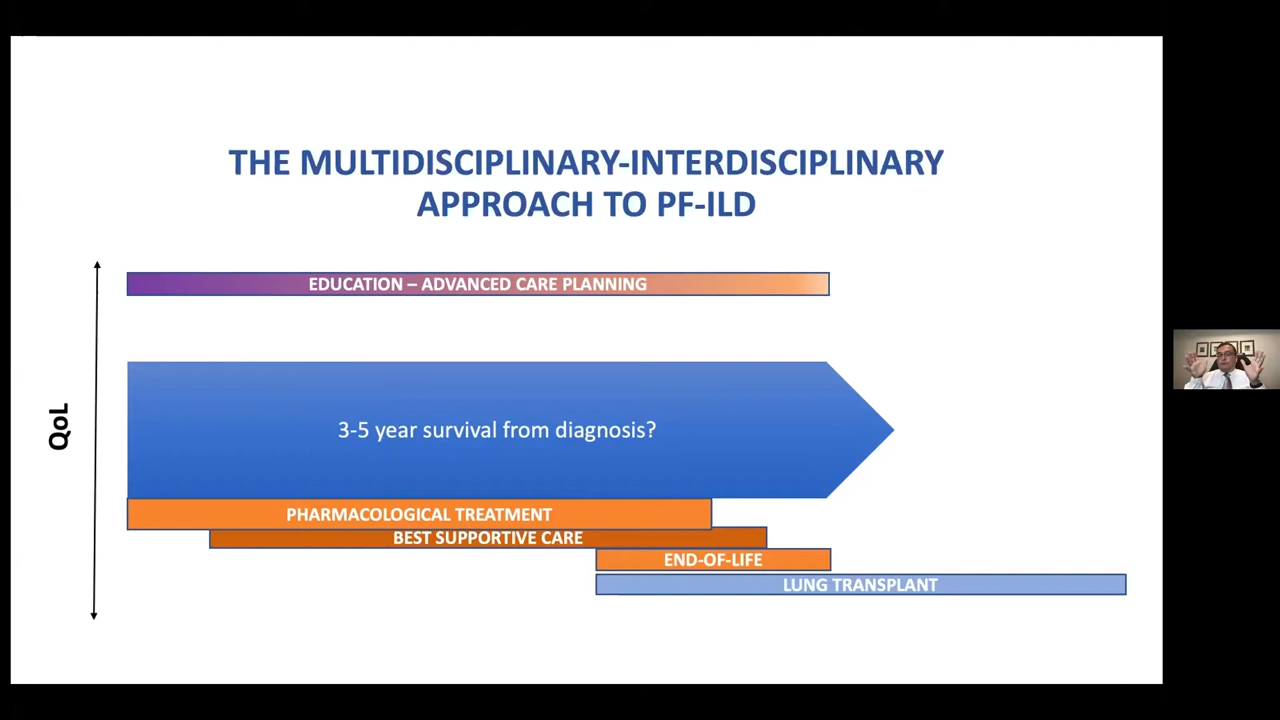 THE MULTIDISCIPLINARY-INTERDISCIPLINARY
APPROACH TO PF-ILD
EDUCATION – ADVANCED CARE PLANNING
QoL
3-5 year survival from diagnosis?
PHARMACOLOGICAL TREATMENT
BEST SUPPORTIVE CARE
END-OF-LIFE
LUNG TRANSPLANT